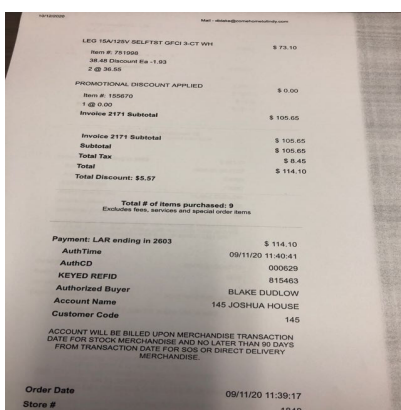 10/12/2020
LEG 15A/125V SELFTST GFCI 3-CT WH $ 73.10
Item #: 751098
38.48 Discount Ea -1.93
2 @ 36.55
PROMOTIONAL DISCOUNT APPLIED $ 0.00
Item #: 155670
1 @ 0.00
Invoice 2171 Subtotal $ 105.65
Invoice 2171 Subtotal $ 105.65
Subtotal $ 105.65
Total Tax $ 8.45
Total $ 114.10
Total Discount: $5.57
Total # of items purchased: 9
Excludes fees, services and special order items
Payment: LAR ending in 2603 $ 114.10
AuthTime 09/11/20 11:40:41
AuthCD 000629
KEYED REFID 815463
Authorized Buyer BLAKE DUDLOW
Account Name 145 JOSHUA HOUSE
Customer Code 145
ACCOUNT WILL BE BILLED UPON MERCHANDISE TRANSACTION
DATE FOR STOCK MERCHANDISE AND NO LATER THAN 90 DAYS
FROM TRANSACTION DATE FOR SOS OR DIRECT DELIVERY
MERCHANDISE.
Order Date 09/11/20 11:39:17
Store #